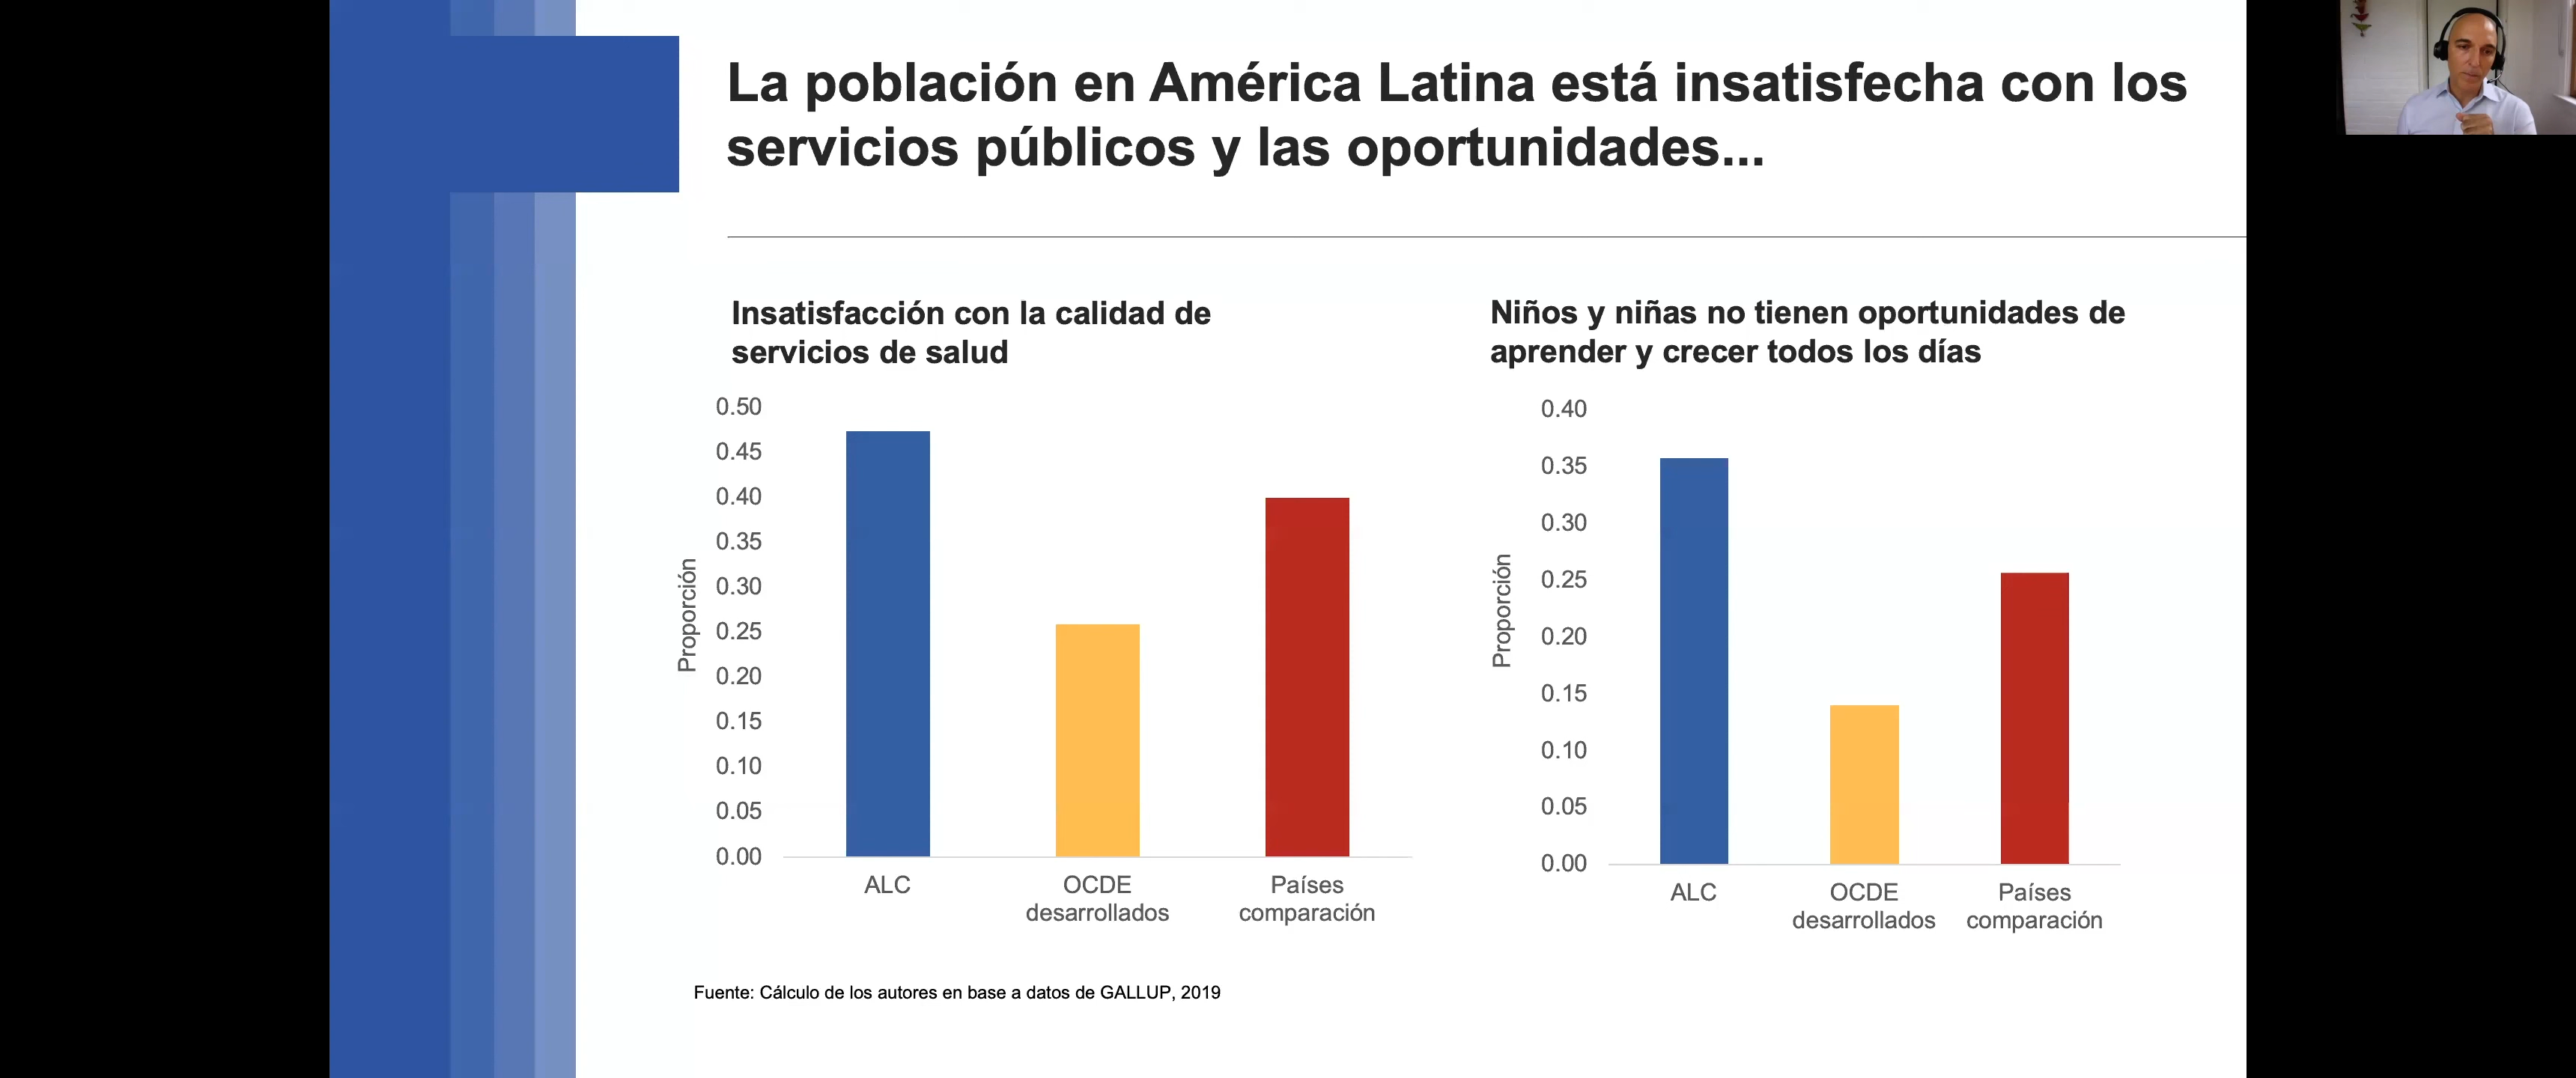 La población en América Latina está insatisfecha con los
servicios públicos y las oportunidades...
Insatisfacción con la calidad de
servicios de salud
0.50
0.45
0.40
0.35
0.30
0.25
0.20
0.15
0.10
0.05
0.00
Proporción
ALC
OCDE
desarrollados
Países
comparación
Niños y niñas no tienen oportunidades de
aprender y crecer todos los días
0.40
0.35
0.30
0.25
0.20
0.15
0.10
0.05
0.00
Proporción
ALC
OCDE
desarrollados
Países
comparación
Fuente: Cálculo de los autores en base a datos de GALLUP, 2019